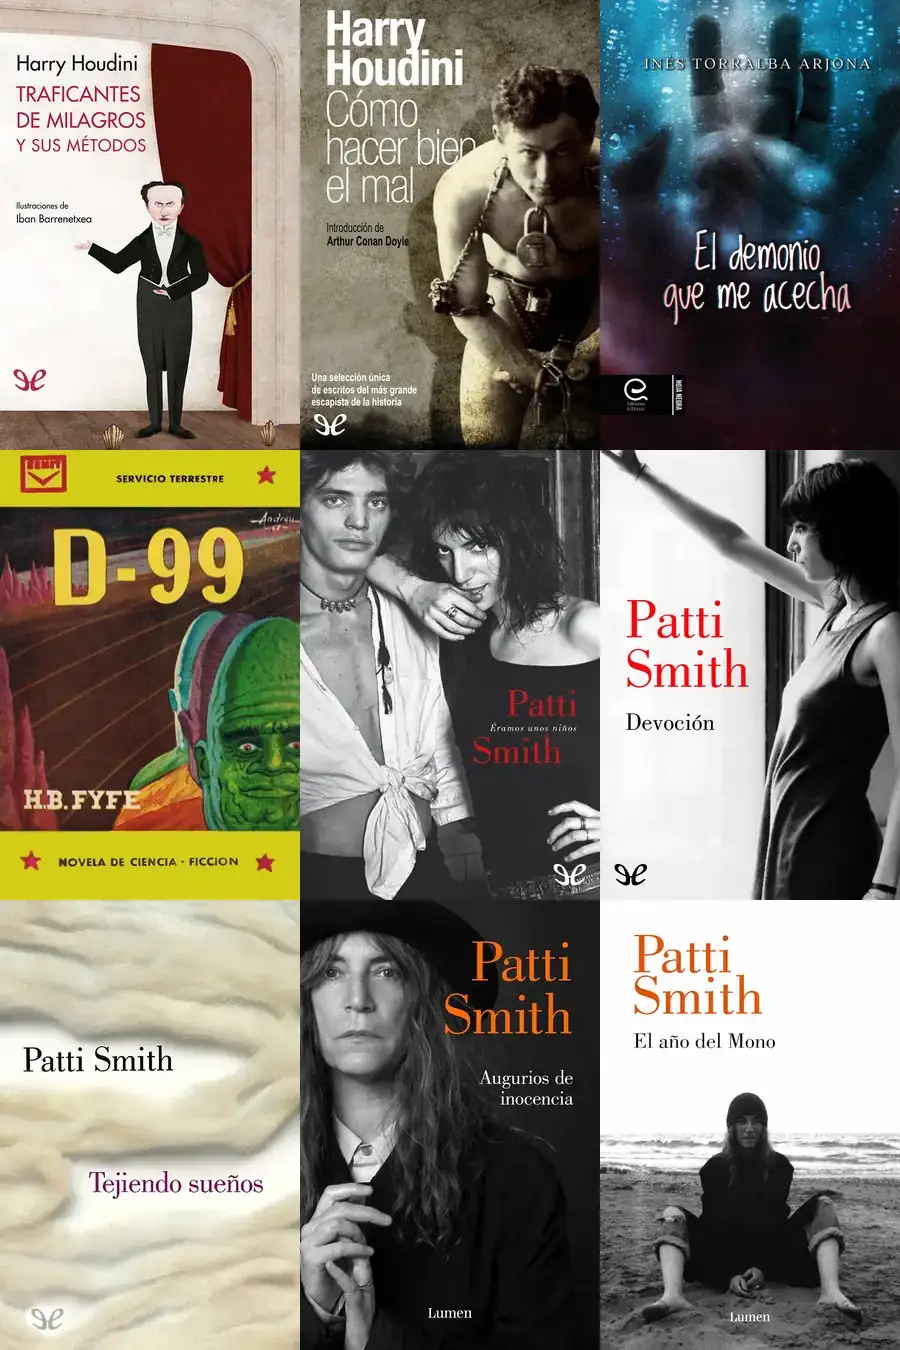 Harry Houdini
TRAFICANTES
DE MILAGROS
Y SUS MÉTODOS
Ilustraciones de
Iban Barrenetxea
Harry
Houdini
Cómo
hacer bien
el mal
Introducción de
Arthur Conan Doyle
Una selección única
de escritos del más grande
escapista de la historia
INÉS TORRALBA ARJONA
El demonio
que me acecha
HOJA NEGRA
SERVICIO TERRESTRE
Andreu
D-99
H.B. FYFE
NOVELA DE CIENCIA - FICCION
Patti
Éramos unos niños
Smith
Patti
Smith
Devoción
Patti Smith
Tejiendo sueños
Patti
Smith
Augurios de
inocencia
Lumen
Patti
Smith
El año del Mono
Lumen